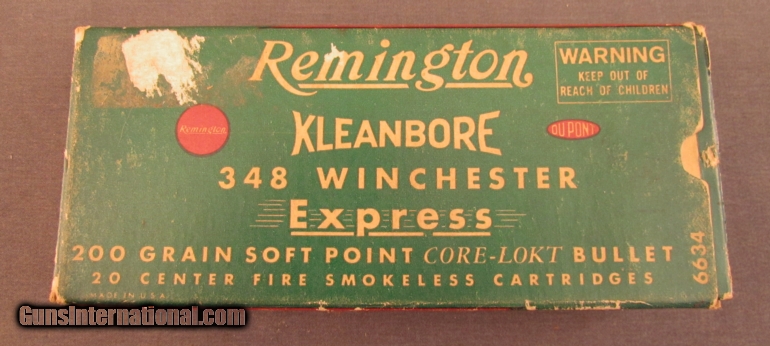 Remington
WARNING
KEEP OUT OF
REACH OF CHILDREN
Remington
KLEANBORE
DU PONT
348 WINCHESTER
Express
200 GRAIN SOFT POINT CORE-LOKT BULLET
20 CENTER FIRE SMOKELESS CARTRIDGES
6634
MADE IN U.S.A.
GunsInternational.com